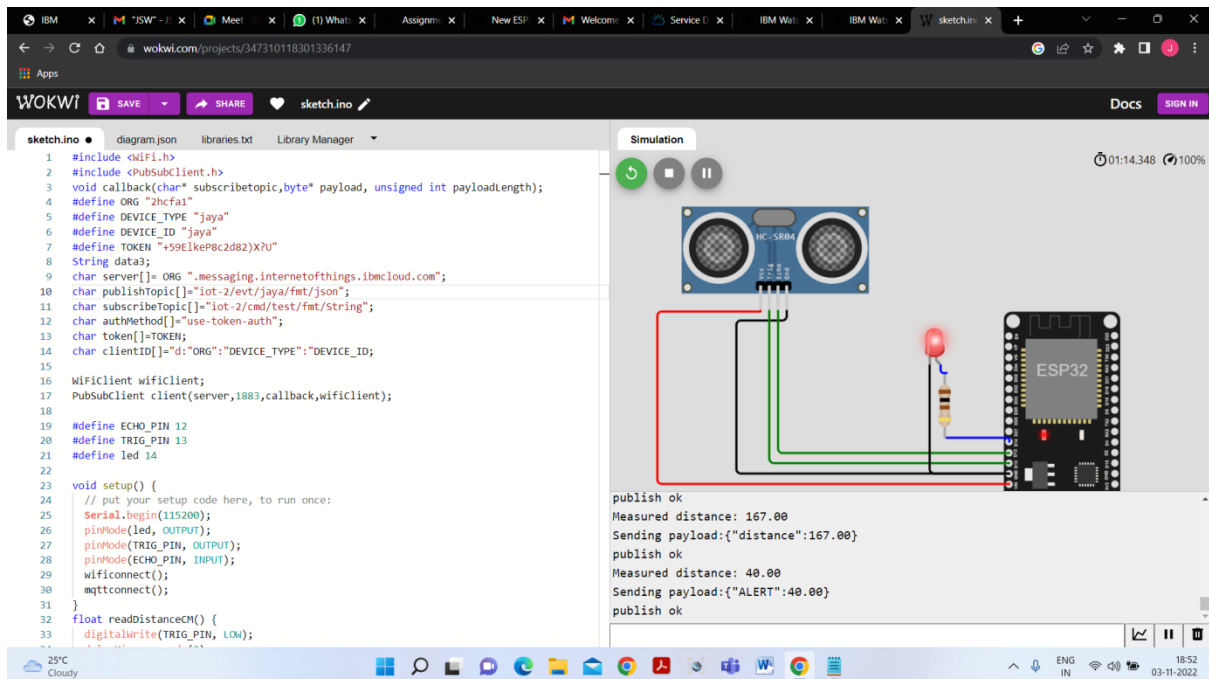 IBM
"JSW" - J
Meet
(1) Whats
Assignme
New ESP
Welcome
Service D
IBM Wat
IBM Wats
sketch.in
wokwi.com/projects/347310118301336147
J
Apps
WOKWI
SAVE
SHARE
sketch.ino
Docs
SIGN IN
sketch.ino ●
diagram.json
libraries.txt
Library Manager
Simulation
01:14.348
100%
1 #include <WiFi.h>
2 #include <PubSubClient.h>
3 void callback(char* subscribetopic,byte* payload, unsigned int payloadLength);
4 #define ORG "2hcfa1"
5 #define DEVICE_TYPE "jaya"
6 #define DEVICE_ID "jaya"
7 #define TOKEN "+59ElkeP8c2d82)X?U"
8 String data3;
9 char server[]= ORG ".messaging.internetofthings.ibmcloud.com";
10 char publishTopic[]="iot-2/evt/jaya/fmt/json";
11 char subscribeTopic[]="iot-2/cmd/test/fmt/String";
12 char authMethod[]="use-token-auth";
13 char token[]=TOKEN;
14 char clientID[]="d:"ORG":"DEVICE_TYPE":"DEVICE_ID;
15
16 WiFiClient wifiClient;
17 PubSubClient client(server,1883,callback,wifiClient);
18
19 #define ECHO_PIN 12
20 #define TRIG_PIN 13
21 #define led 14
22
23 void setup() {
24 // put your setup code here, to run once:
25 Serial.begin(115200);
26 pinMode(led, OUTPUT);
27 pinMode(TRIG_PIN, OUTPUT);
28 pinMode(ECHO_PIN, INPUT);
29 wificonnect();
30 mqttconnect();
31 }
32 float readDistanceCM() {
33 digitalWrite(TRIG_PIN, LOW);
HC-SR04
Vcc
Trig
Echo
Gnd
ESP32
publish ok
Measured distance: 167.00
Sending payload:{"distance":167.00}
publish ok
Measured distance: 40.00
Sending payload:{"ALERT":40.00}
publish ok
25°C
Cloudy
ENG
IN
18:52
03-11-2022